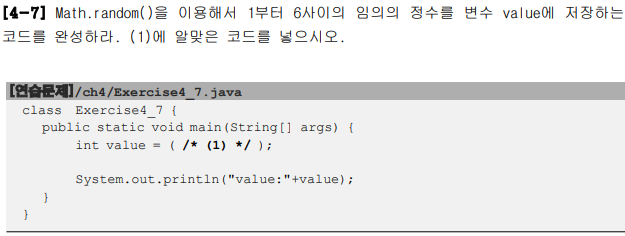 [4-7] Math.random()을 이용해서 1부터 6사이의 임의의 정수를 변수 value에 저장하는
코드를 완성하라. (1)에 알맞은 코드를 넣으시오.
[연습문제]/ch4/Exercise4_7.java
class Exercise4_7 {
public static void main(String[] args) {
int value = ( /* (1) */ );
System.out.println("value:"+value);
}
}